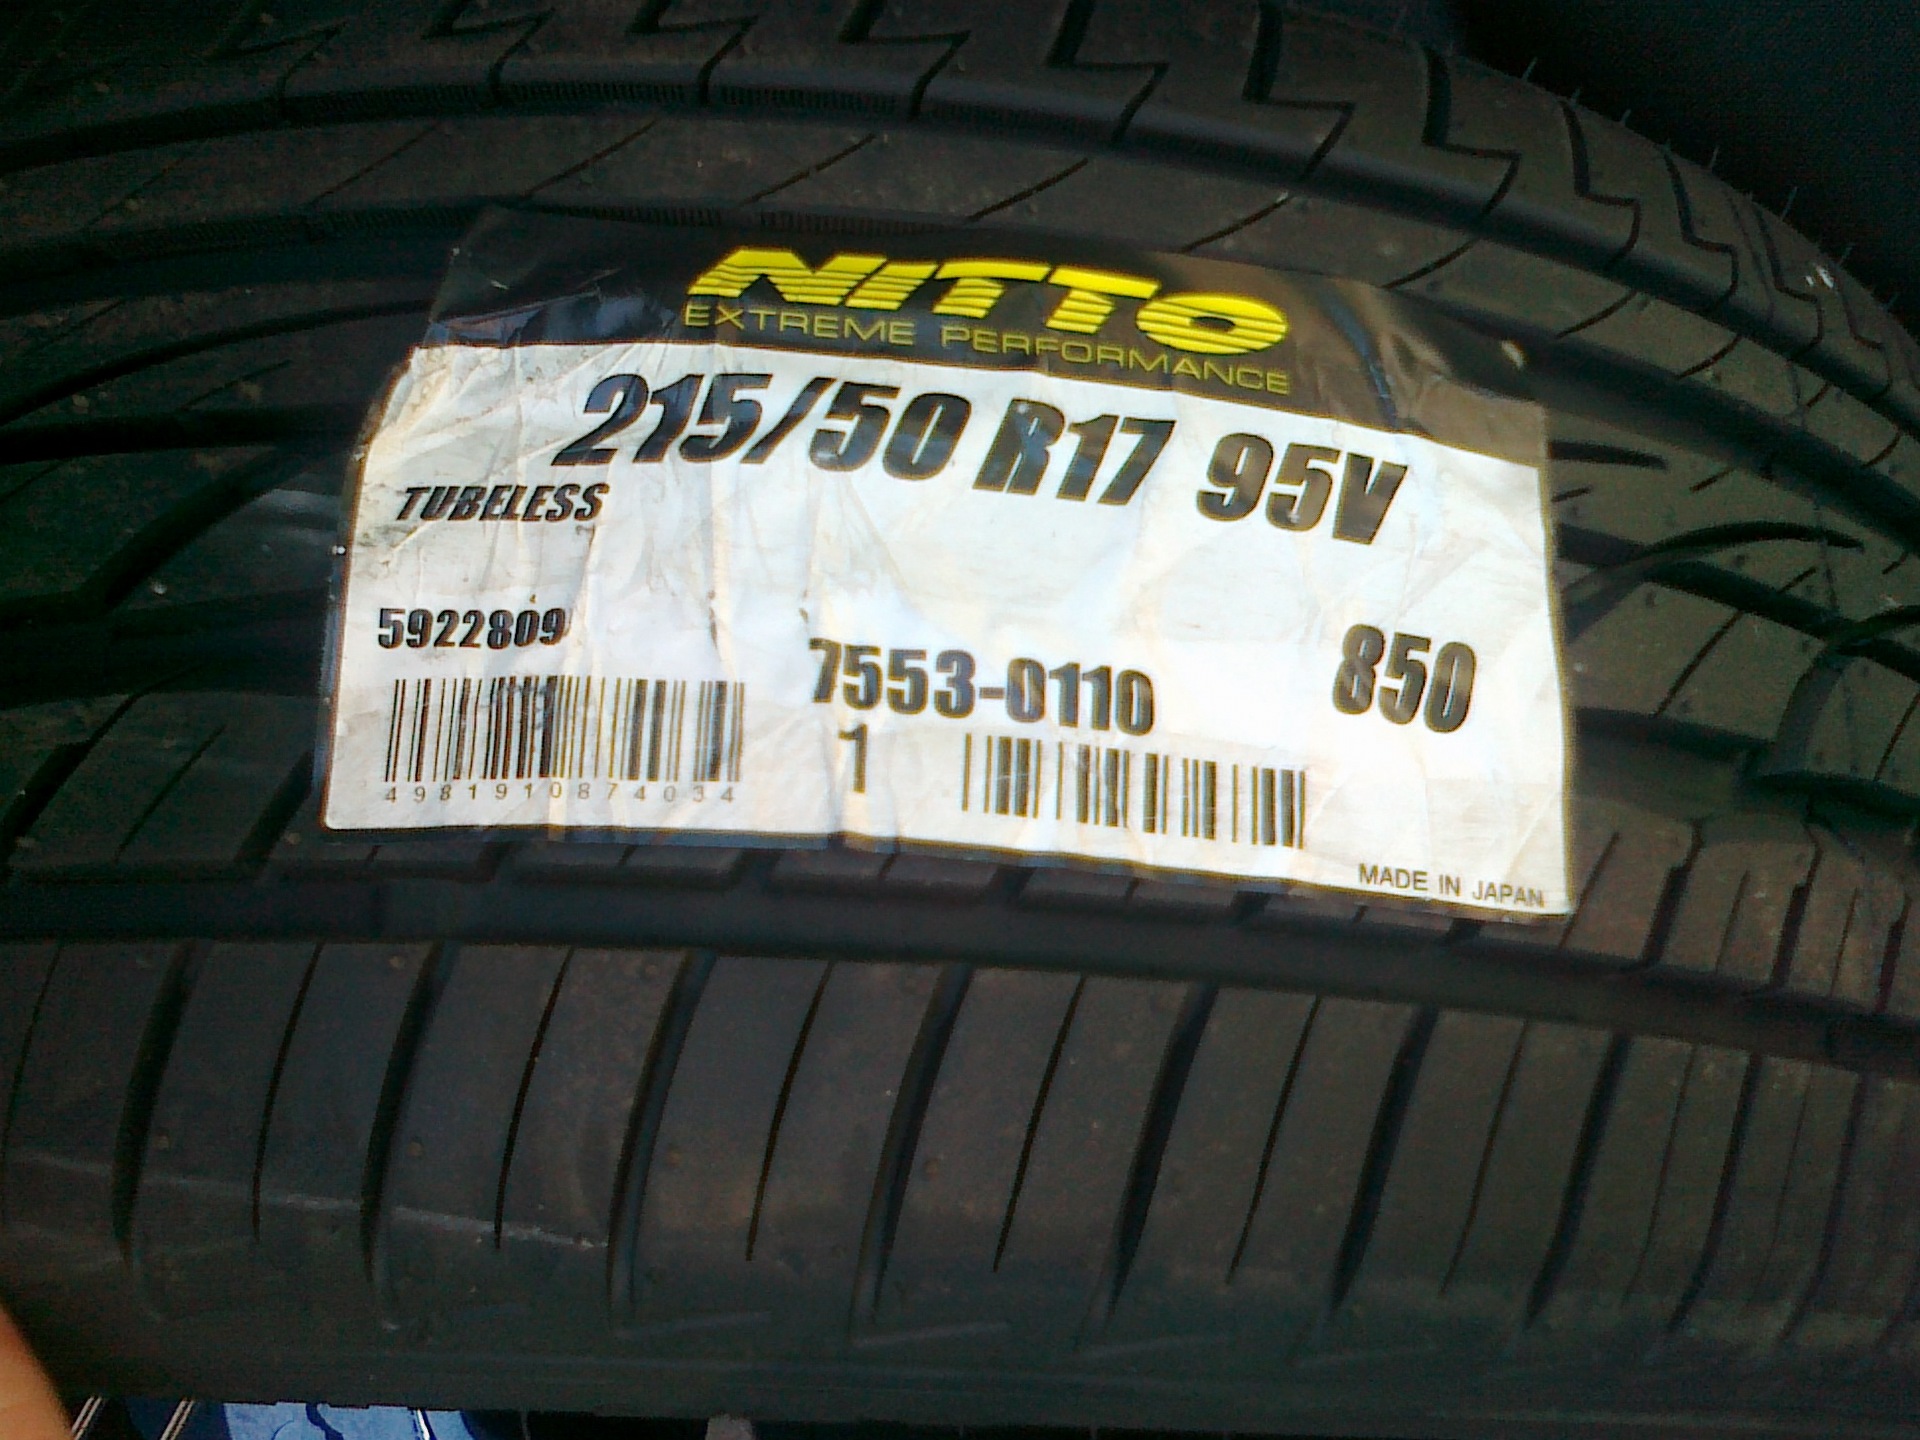 NITTO
EXTREME PERFORMANCE
215/50 R17 95V
TUBELESS
5922809
7553-0110
850
1
4981910874034
MADE IN JAPAN